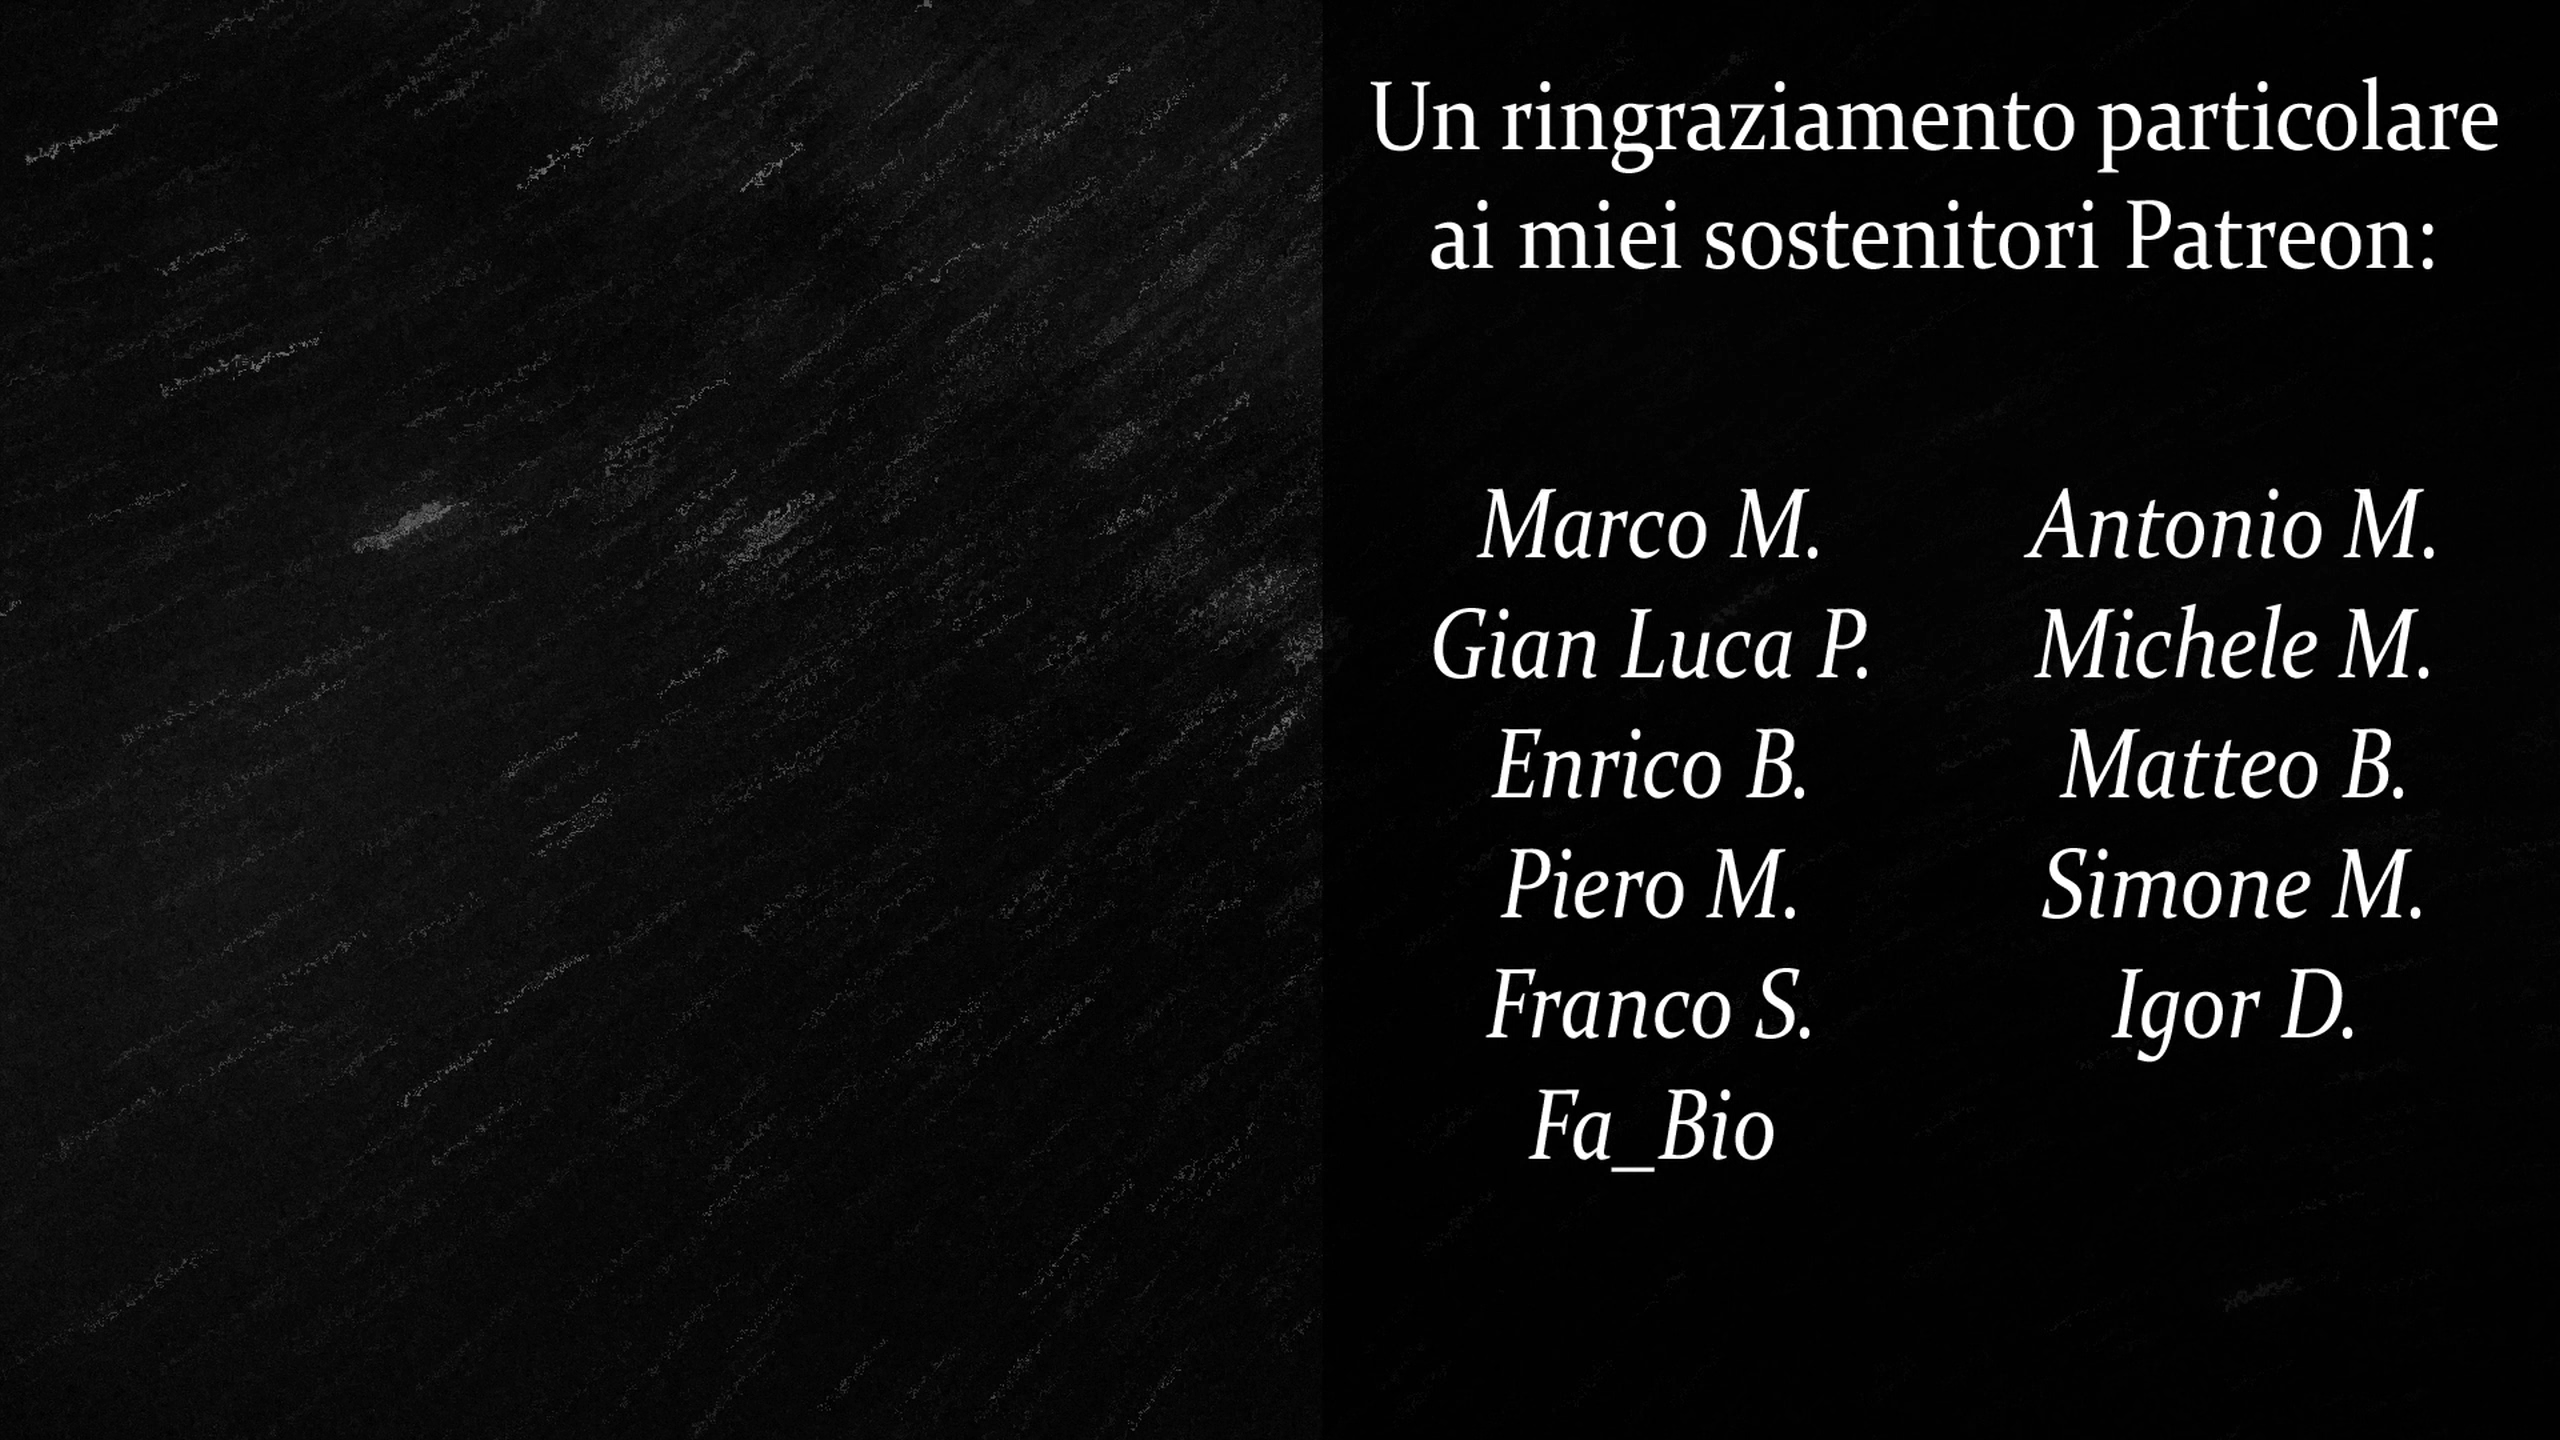 Un ringraziamento particolare
ai miei sostenitori Patreon:
Marco M.
Gian Luca P.
Enrico B.
Piero M.
Franco S.
Fa_Bio
Antonio M.
Michele M.
Matteo B.
Simone M.
Igor D.